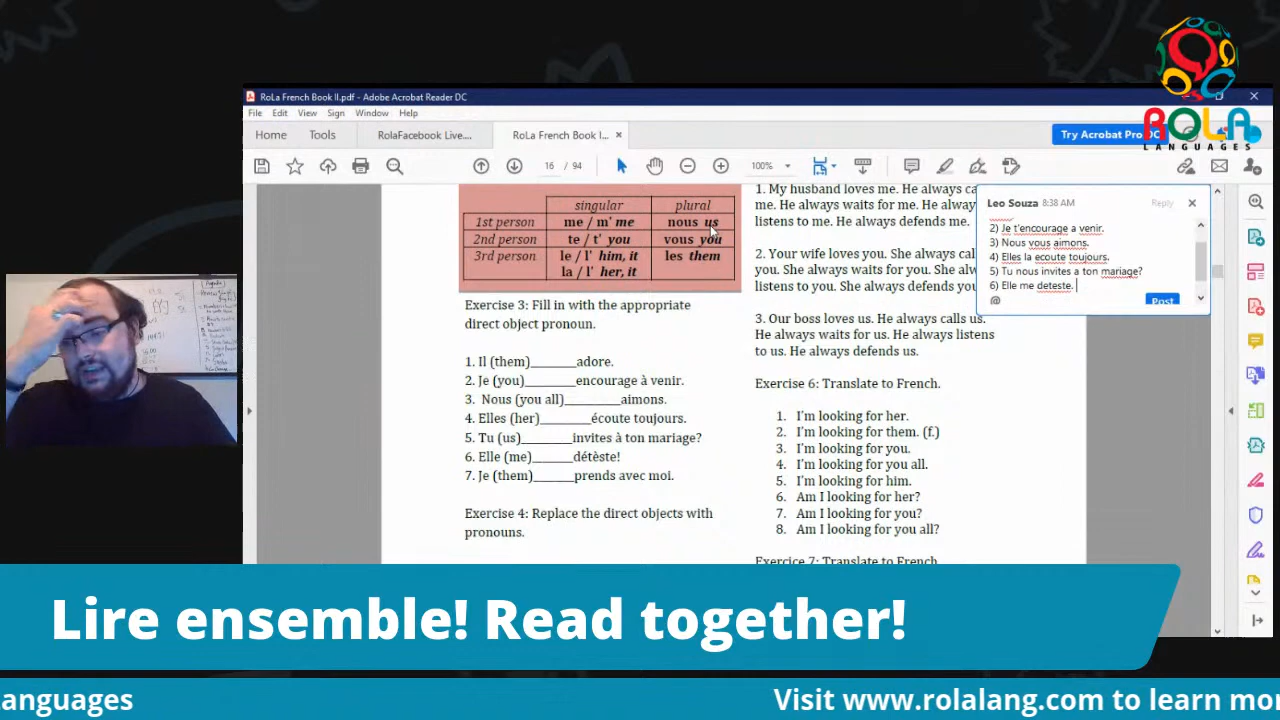 ROLA
LANGUAGES
RoLa French Book II.pdf - Adobe Acrobat Reader DC
File Edit View Sign Window Help
Home Tools RolaFacebook Live... RoLa French Book I... ×
Try Acrobat Pro DC
16 / 94 100%
singular plural
1st person me / m' me nous us
2nd person te / t' you vous you
3rd person le / l' him, it les them
la / l' her, it
Exercise 3: Fill in with the appropriate
direct object pronoun.
1. Il (them)______adore.
2. Je (you)______encourage à venir.
3. Nous (you all)______aimons.
4. Elles (her)______écoute toujours.
5. Tu (us)______invites à ton mariage?
6. Elle (me)______détèste!
7. Je (them)______prends avec moi.
Exercise 4: Replace the direct objects with
pronouns.
1. My husband loves me. He always ca
me. He waits for me. He always
listens to me. He always defends me.
2. Your wife loves you. She always call
you. She always waits for you. She alw
listens to you. She always defends you
3. Our boss loves us. He always calls us.
He always waits for us. He always listens
to us. He always defends us.
Exercise 6: Translate to French.
1. I'm looking for her.
2. I'm looking for them. (f.)
3. I'm looking for you.
4. I'm looking for you all.
5. I'm looking for him.
6. Am I looking for her?
7. Am I looking for you?
8. Am I looking for you all?
Exercice 7: Translate to French
Leo Souza 8:38 AM Reply ×
2) Je t'encourage a venir.
3) Nous vous aimons.
4) Elles la ecoute toujours.
5) Tu nous invites a ton mariage?
6) Elle me deteste.
@ Post
Lire ensemble! Read together!
anguages Visit www.rolalang.com to learn mor